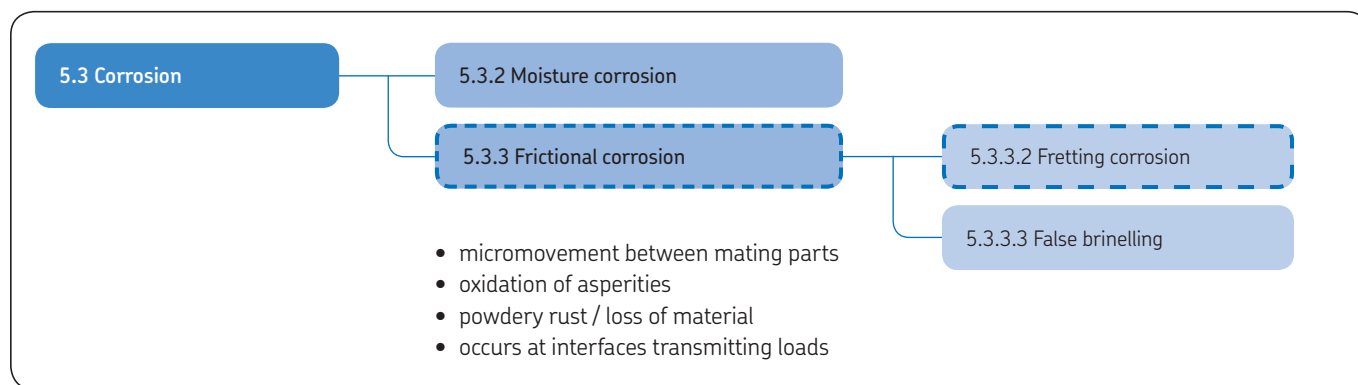 5.3 Corrosion
5.3.2 Moisture corrosion
5.3.3 Frictional corrosion
5.3.3.2 Fretting corrosion
5.3.3.3 False brinelling
• micromovement between mating parts
• oxidation of asperities
• powdery rust / loss of material
• occurs at interfaces transmitting loads